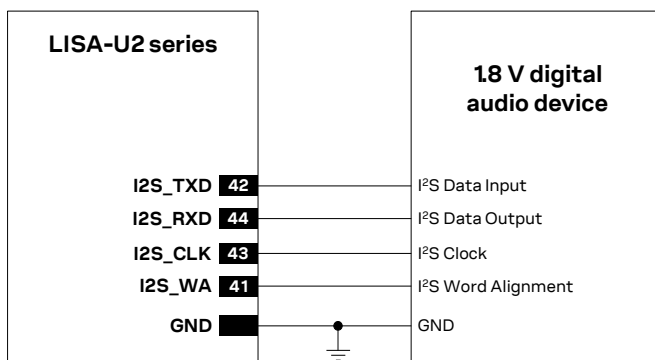 LISA-U2 series
1.8 V digital
audio device
I2S_TXD 42 I²S Data Input
I2S_RXD 44 I²S Data Output
I2S_CLK 43 I²S Clock
I2S_WA 41 I²S Word Alignment
GND GND